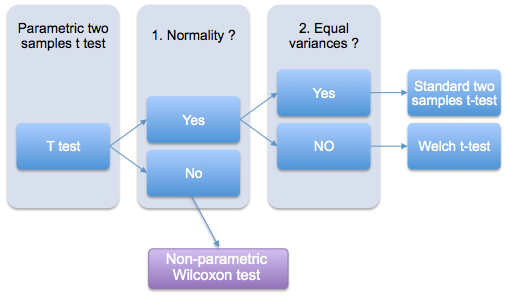 Parametric two
samples t test
1. Normality ?
2. Equal
variances ?
T test
Yes
No
Yes
NO
Standard two
samples t-test
Welch t-test
Non-parametric
Wilcoxon test